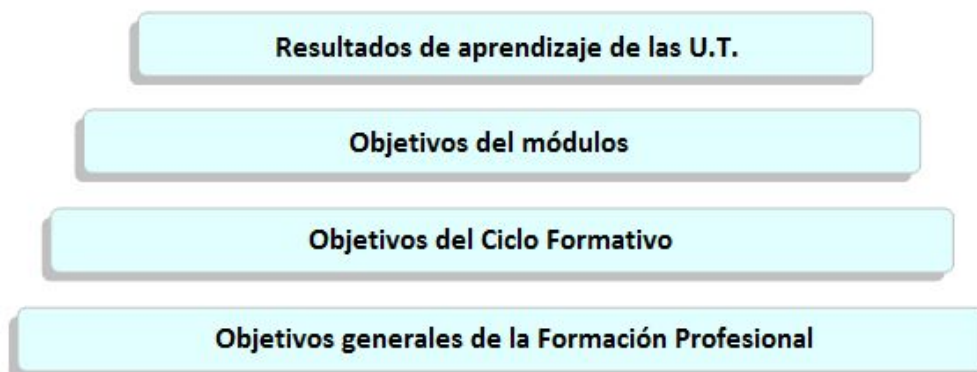 Resultados de aprendizaje de las U.T.
Objetivos del módulos
Objetivos del Ciclo Formativo
Objetivos generales de la Formación Profesional